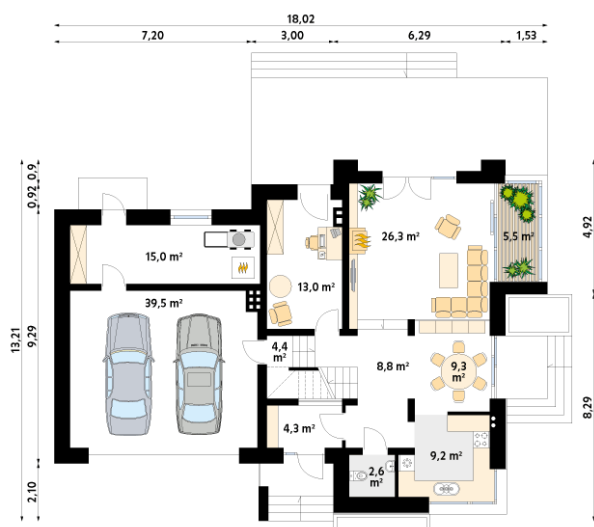 18,02
7,20 3,00 6,29 1,53
0,9
0,92
4,92
26,3 m²
5,5 m²
15,0 m²
13,0 m²
39,5 m²
13,21
9,29
4,4 m²
8,8 m²
9,3 m²
8,29
4,3 m²
9,2 m²
2,6 m²
2,10